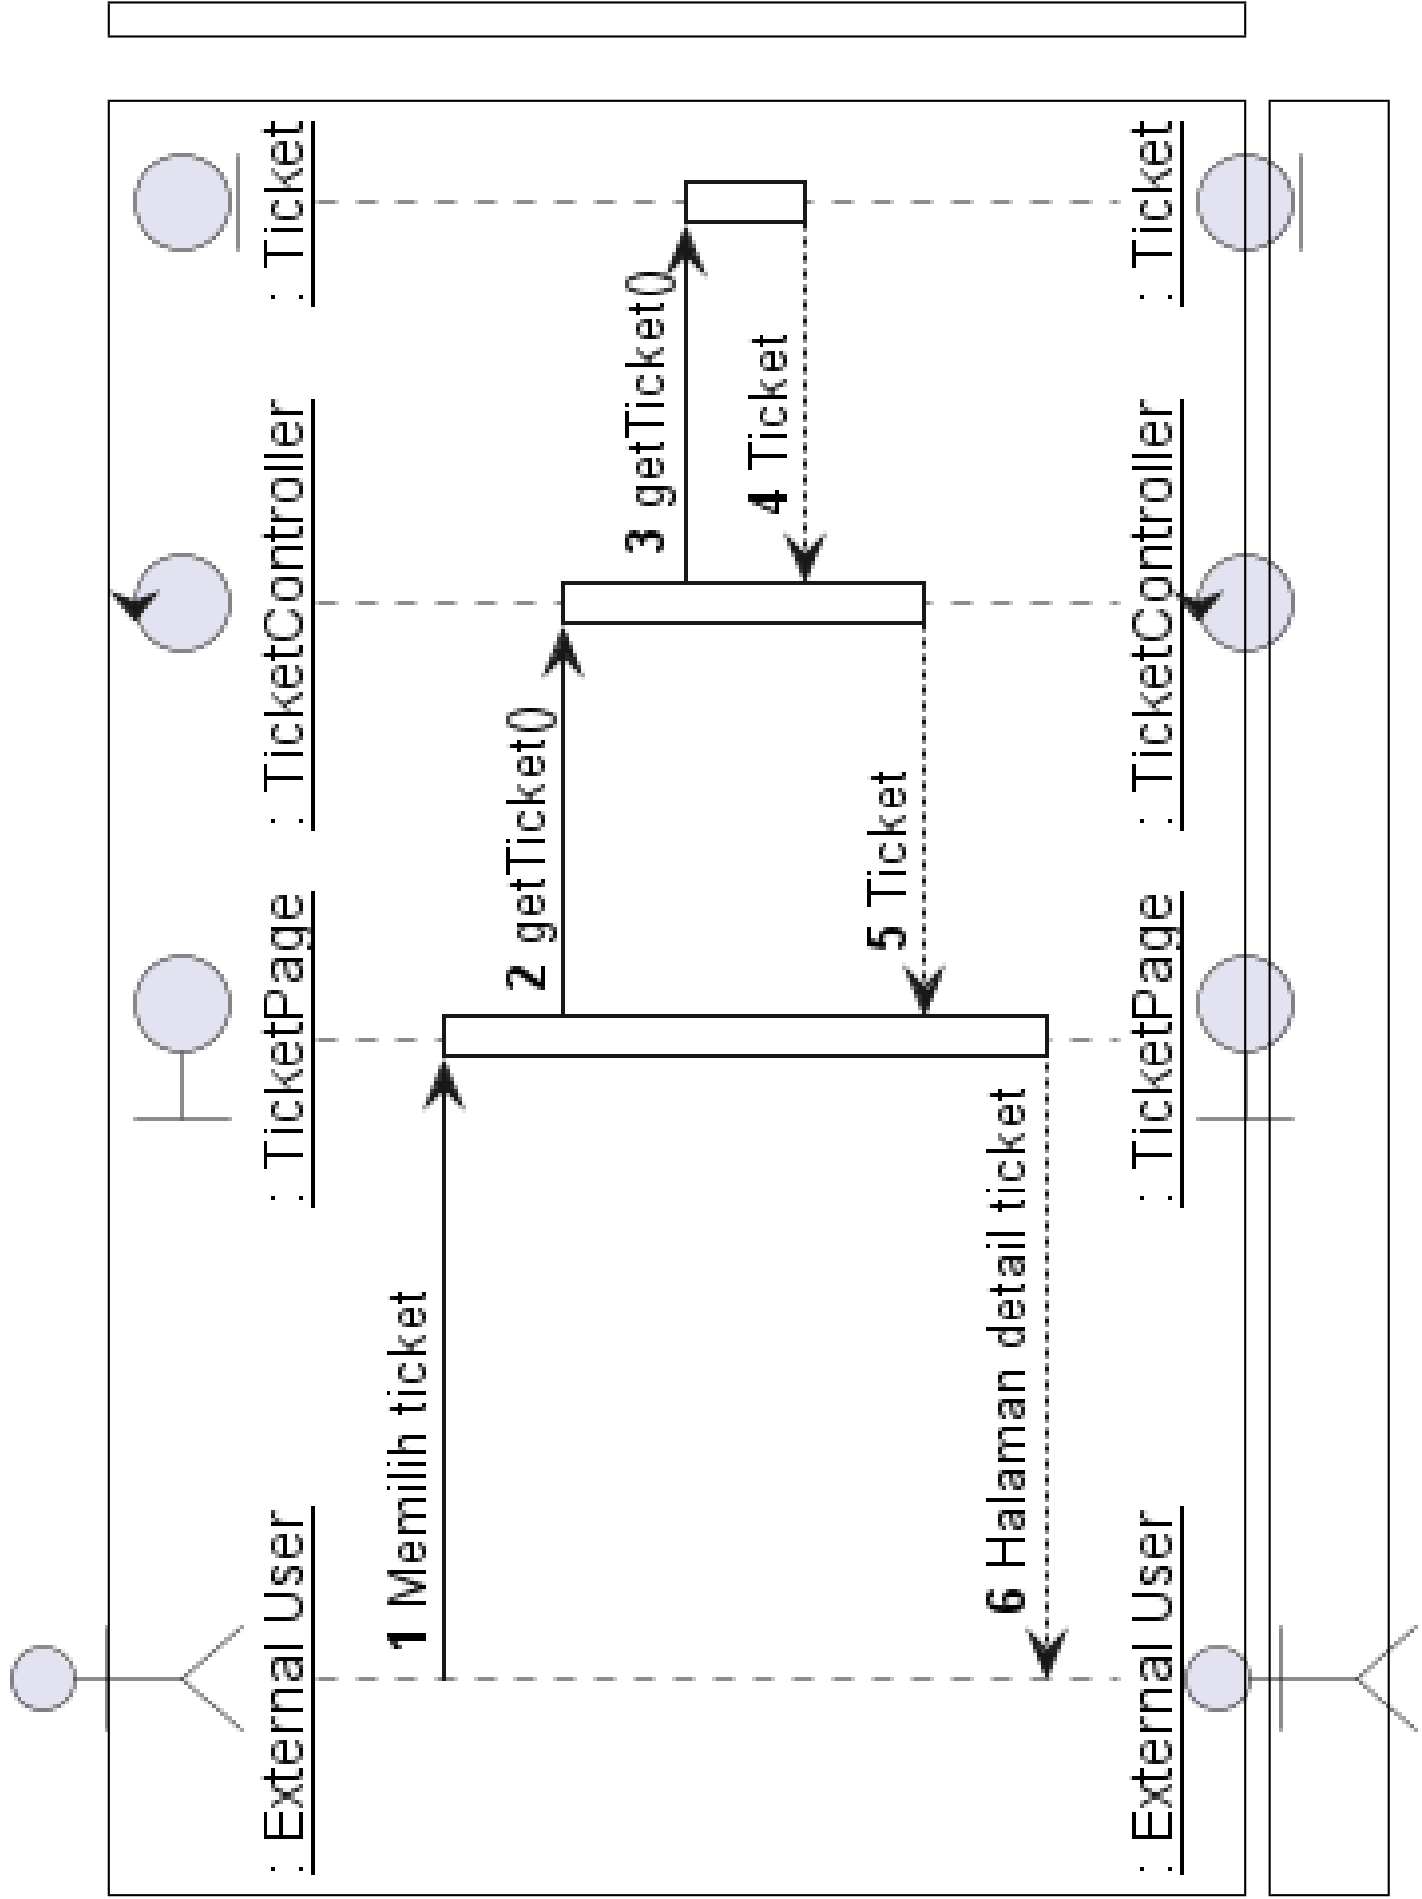 : External User
: TicketPage
: TicketController
: Ticket
1 Memilih ticket
2 getTicket()
3 getTicket()
4 Ticket
5 Ticket
6 Halaman detail ticket
: External User
: TicketPage
: TicketController
: Ticket